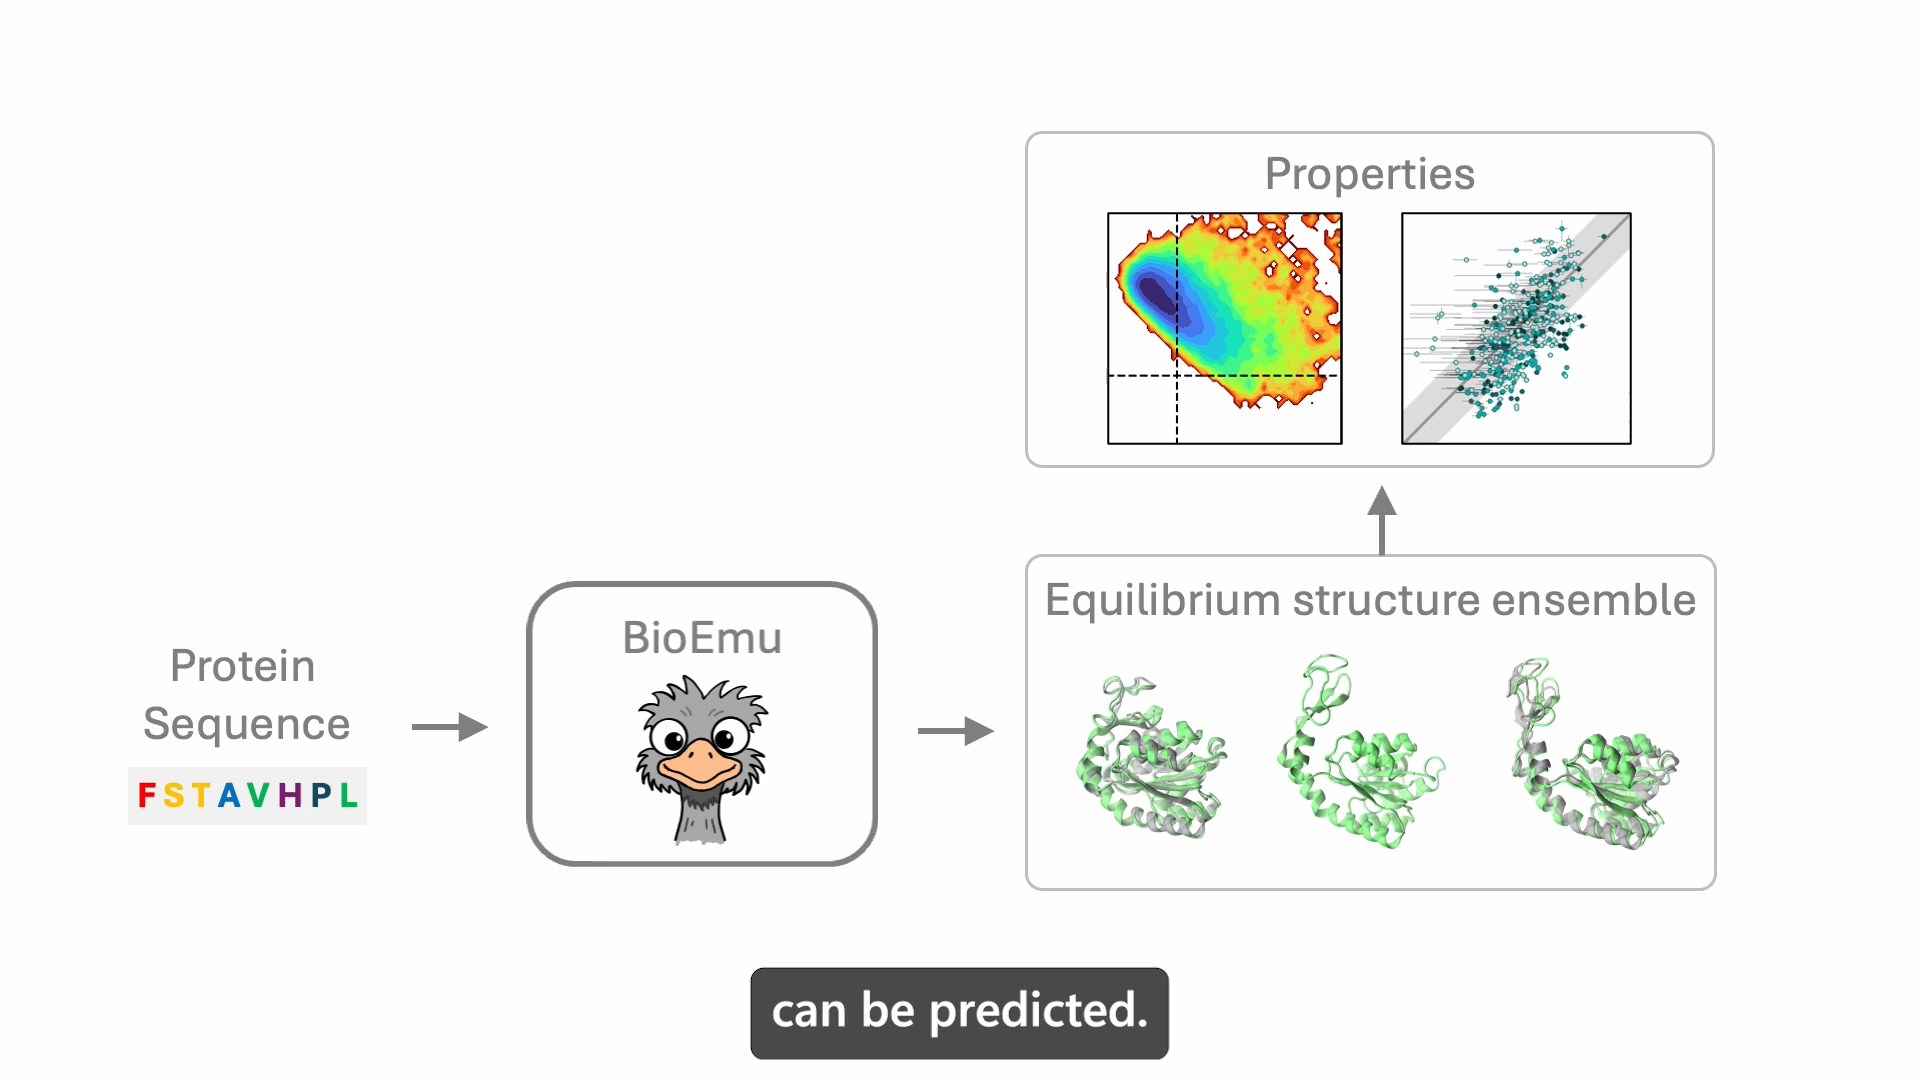 Properties
Equilibrium structure ensemble
BioEmu
Protein
Sequence
FSTAVHPL
can be predicted.